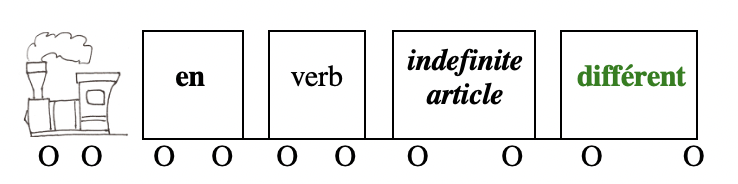 en verb indefinite article différent
O O O O O O O O O O